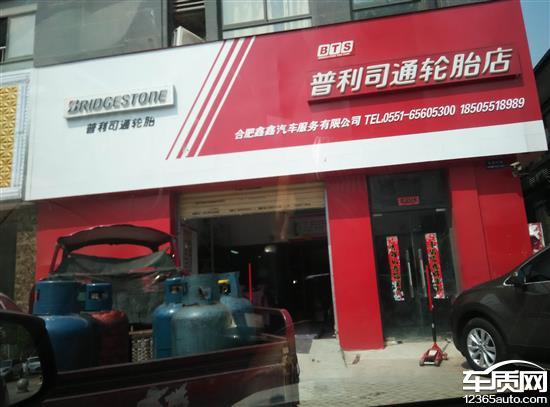 BTS
普利司通轮胎店
BRIDGESTONE
普利司通轮胎
合肥鑫鑫汽车服务有限公司 TEL.0551-65605300 18505518989
车质网
12365auto.com